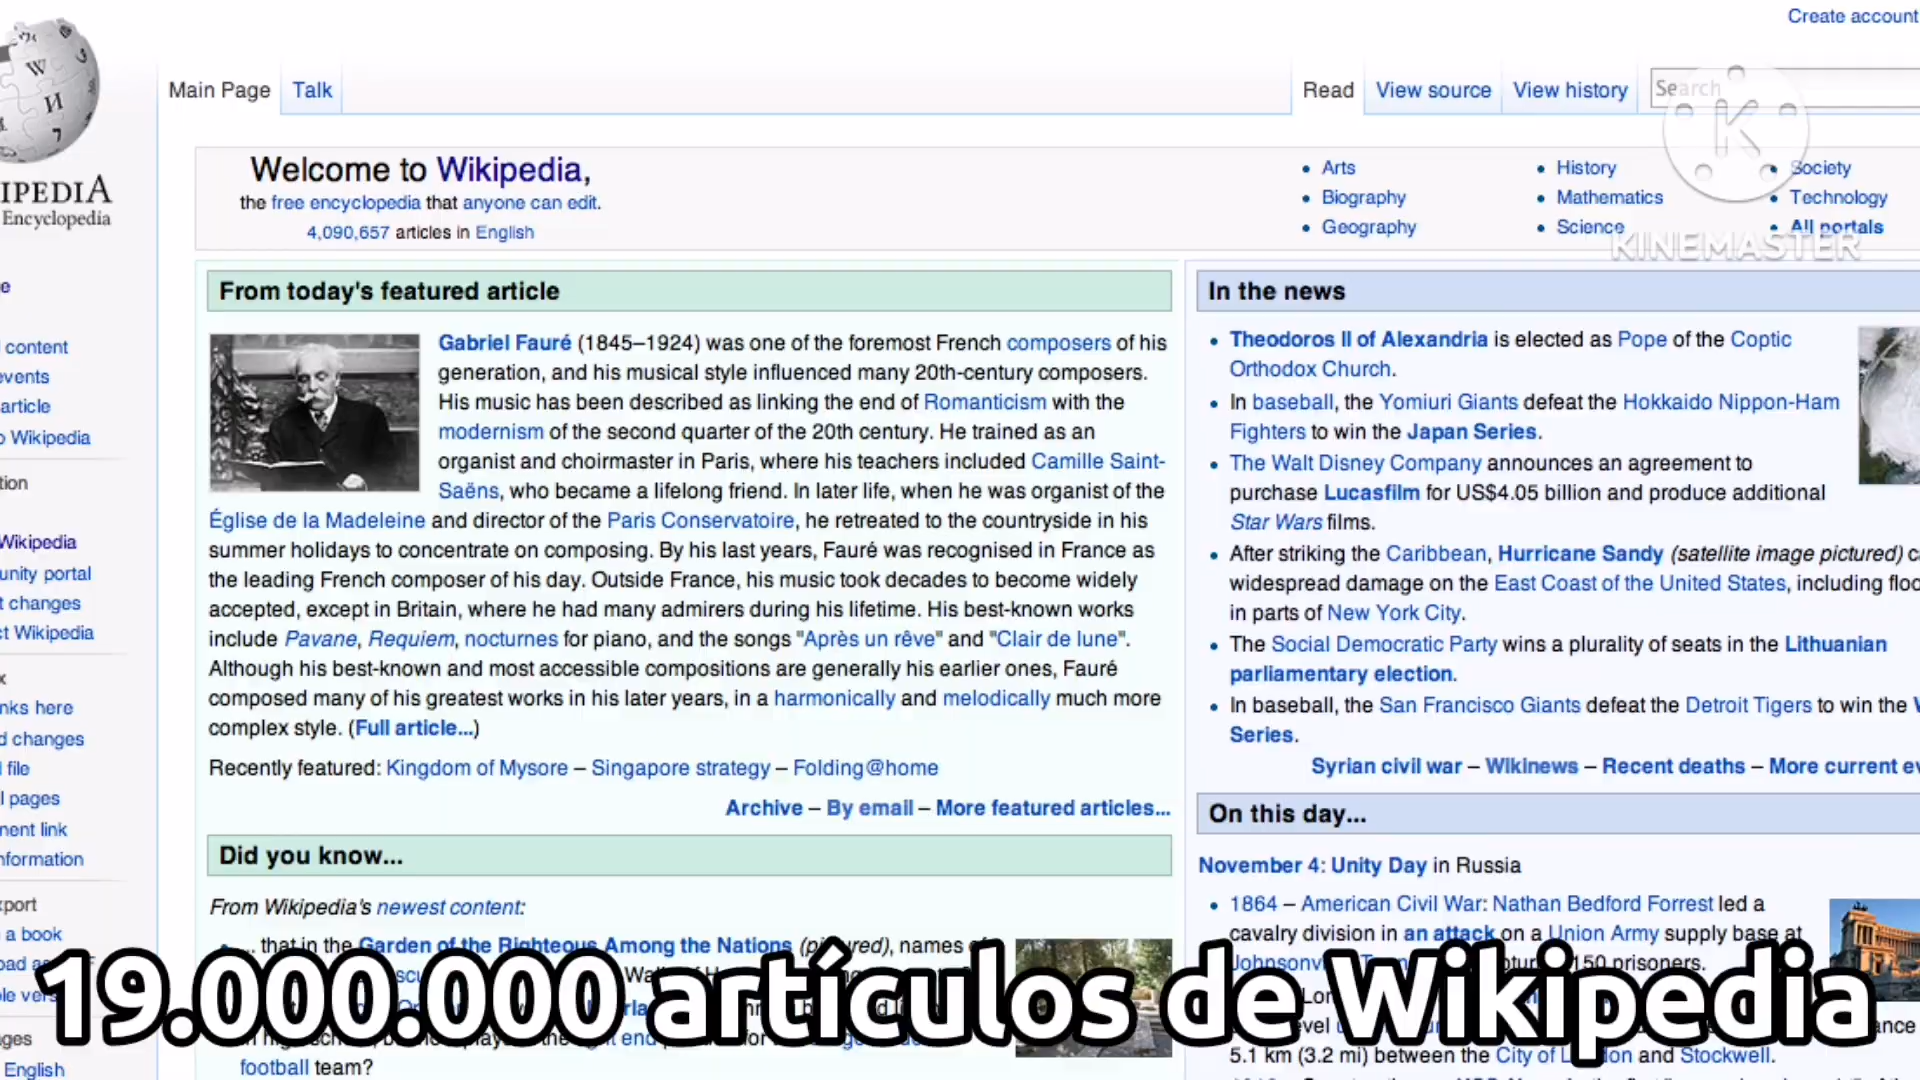 Create account
IPEDIA
Encyclopedia
Main Page
Talk
Read
View source
View history
Search
Welcome to Wikipedia,
the free encyclopedia that anyone can edit.
4,090,657 articles in English
Arts
Biography
Geography
History
Mathematics
Science
Society
Technology
All portals
KINEMASTER
content
article
Wikipedia
Wikipedia
portal
changes
Wikipedia
here
changes
file
pages
link
a book
English
From today's featured article
Gabriel Fauré (1845–1924) was one of the foremost French composers of his
generation, and his musical style influenced many 20th-century composers.
His music has been described as linking the end of Romanticism with the
modernism of the second quarter of the 20th century. He trained as an
organist and choirmaster in Paris, where his teachers included Camille Saint-
Saëns, who became a lifelong friend. In later life, when he was organist of the
Église de la Madeleine and director of the Paris Conservatoire, he retreated to the countryside in his
summer holidays to concentrate on composing. By his last years, Fauré was recognised in France as
the leading French composer of his day. Outside France, his music took decades to become widely
accepted, except in Britain, where he had many admirers during his lifetime. His best-known works
include Pavane, Requiem, nocturnes for piano, and the songs "Après un rêve" and "Clair de lune".
Although his best-known and most accessible compositions are generally his earlier ones, Fauré
composed many of his greatest works in his later years, in a harmonically and melodically much more
complex style. (Full article...)
Recently featured: Kingdom of Mysore – Singapore strategy – Folding@home
Archive – By email – More featured articles...
Did you know...
From Wikipedia's newest content:
... that in the Garden of the Righteous Among the Nations names
football team?
In the news
Theodoros II of Alexandria is elected as Pope of the Coptic
Orthodox Church.
In baseball, the Yomiuri Giants defeat the Hokkaido Nippon-Ham
Fighters to win the Japan Series.
The Walt Disney Company announces an agreement to
purchase Lucasfilm for US$4.05 billion and produce additional
Star Wars films.
After striking the Caribbean, Hurricane Sandy (satellite image pictured)
widespread damage on the East Coast of the United States, including
in parts of New York City.
The Social Democratic Party wins a plurality of seats in the Lithuanian
parliamentary election.
In baseball, the San Francisco Giants defeat the Detroit Tigers to win the
Series.
Syrian civil war – Wikinews – Recent deaths – More current
On this day...
November 4: Unity Day in Russia
1864 – American Civil War: Nathan Bedford Forrest led a
cavalry division in an attack on a Union Army supply base at
150 prisoners.
5.1 km (3.2 mi) between the City of London and Stockwell.
19.000.000 artículos de Wikipedia